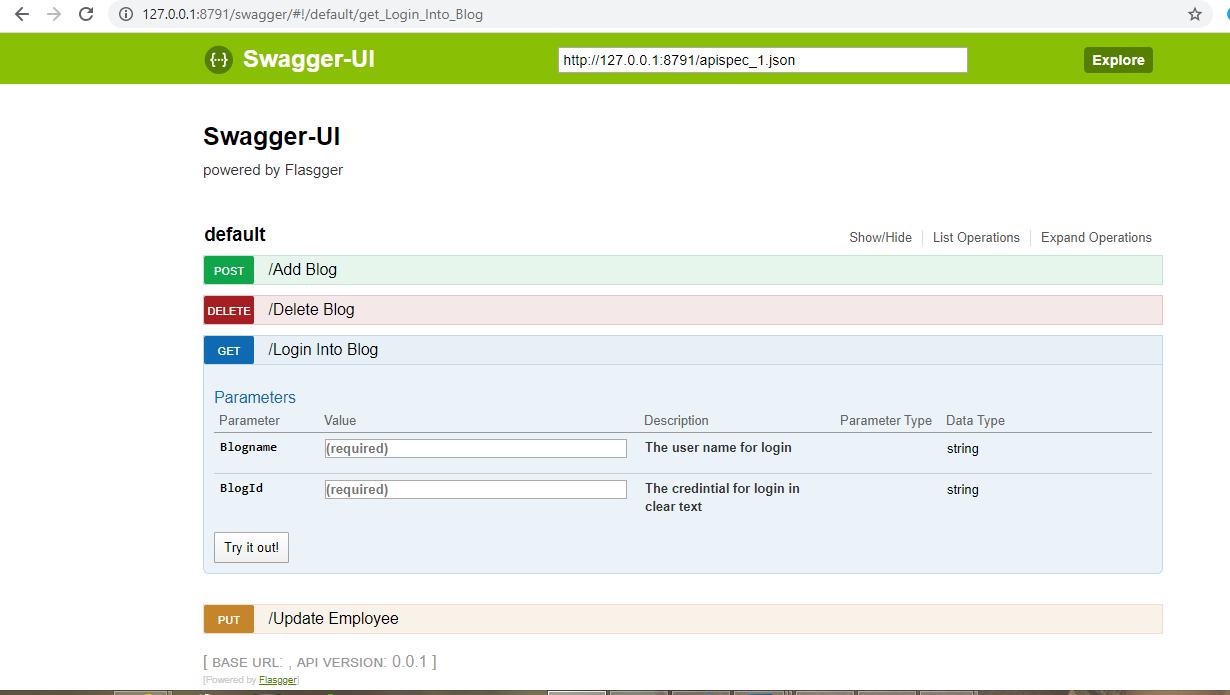 127.0.0.1:8791/swagger/#!/default/get_Login_Into_Blog
{··} Swagger-UI http://127.0.0.1:8791/apispec_1.json Explore
Swagger-UI
powered by Flasgger
default Show/Hide List Operations Expand Operations
POST /Add Blog
DELETE /Delete Blog
GET /Login Into Blog
Parameters
Parameter Value Description Parameter Type Data Type
Blogname (required) The user name for login string
BlogId (required) The credintial for login in string
clear text
Try it out!
PUT /Update Employee
[ BASE URL: , API VERSION: 0.0.1 ]
[Powered by Flasgger]